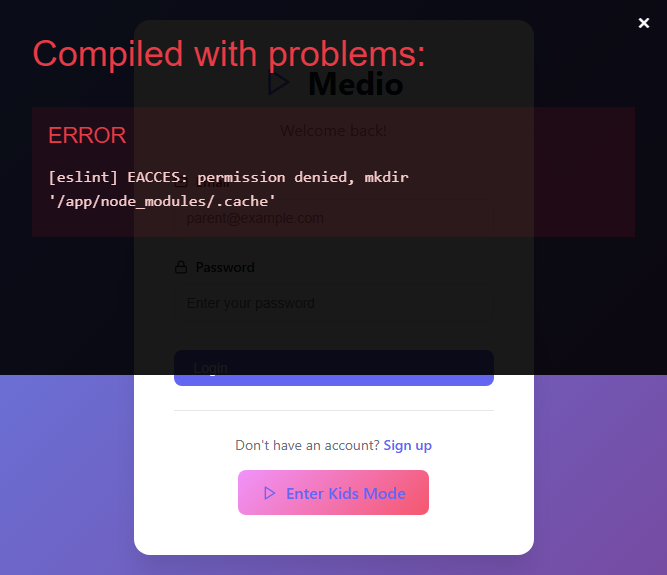 Compiled with problems:
Medio
ERROR
Welcome back!
[eslint] EACCES: permission denied, mkdir
'/app/node_modules/.cache'
Email
parent@example.com
Password
Enter your password
Login
Don't have an account? Sign up
Enter Kids Mode